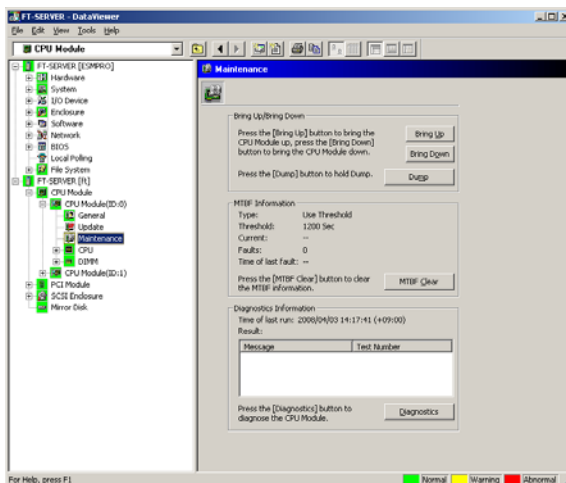 FT-SERVER - DataViewer
File Edit View Tools Help
CPU Module
FT-SERVER [ESMPRO]
Hardware
System
I/O Device
Enclosure
Software
Network
BIOS
Local Polling
File System
FT-SERVER [ft]
CPU Module
CPU Module(ID:0)
General
Update
Maintenance
CPU
DIMM
CPU Module(ID:1)
PCI Module
SCSI Enclosure
Mirror Disk
Maintenance
Bring Up/Bring Down
Press the [Bring Up] button to bring the
CPU Module up, press the [Bring Down]
button to bring the CPU Module down.
Bring Up
Bring Down
Press the [Dump] button to hold Dump.
Dump
MTBF Information
Type: Use Threshold
Threshold: 1200 Sec
Current: --
Faults: 0
Time of last fault: --
Press the [MTBF Clear] button to clear
the MTBF information.
MTBF Clear
Diagnostics Information
Time of last run: 2008/04/03 14:17:41 (+09:00)
Result:
Message Test Number
Press the [Diagnostics] button to
diagnose the CPU Module.
Diagnostics
For Help, press F1
Normal Warning Abnormal